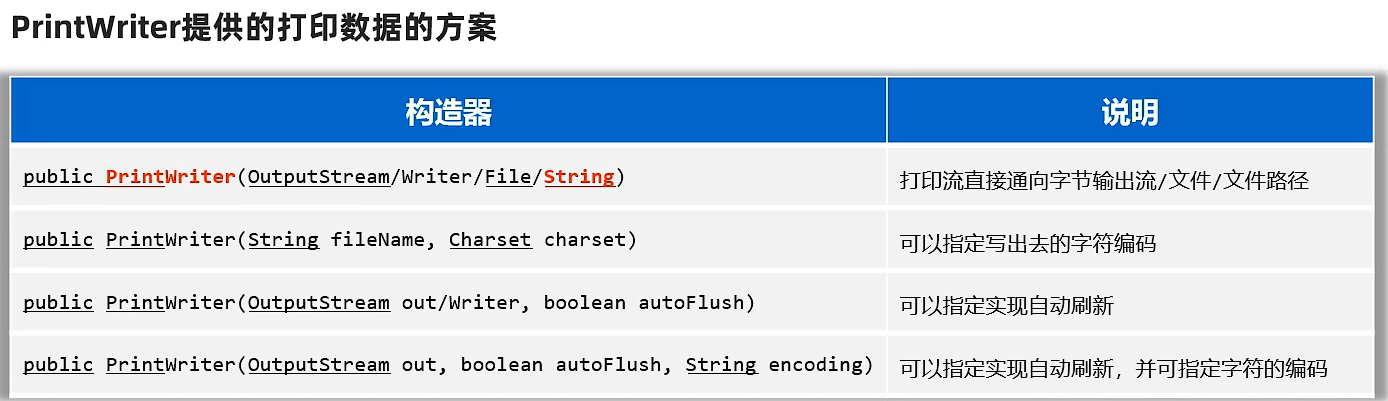 PrintWriter提供的打印数据的方案
构造器 说明
public PrintWriter(OutputStream/Writer/File/String) 打印流直接通向字节输出流/文件/文件路径
public PrintWriter(String fileName, Charset charset) 可以指定写出去的字符编码
public PrintWriter(OutputStream out/Writer, boolean autoFlush) 可以指定实现自动刷新
public PrintWriter(OutputStream out, boolean autoFlush, String encoding) 可以指定实现自动刷新，并可指定字符的编码